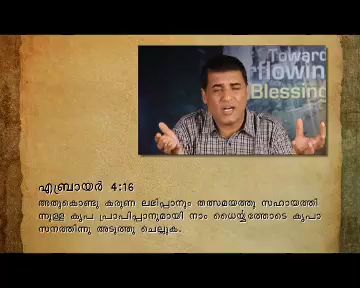 Toward
rflowin
Blessing
എബ്രായർ 4:16
അതുകൊണ്ടു കരുണ ലഭിപ്പാനും തത്സമയത്തു സഹായത്തി
ന്നുള്ള കൃപ പ്രാപിപ്പാനുമായി നാം ധൈര്യത്തോടെ കൃപാ
സനത്തിന്നു അടുത്തു ചെല്ലുക.